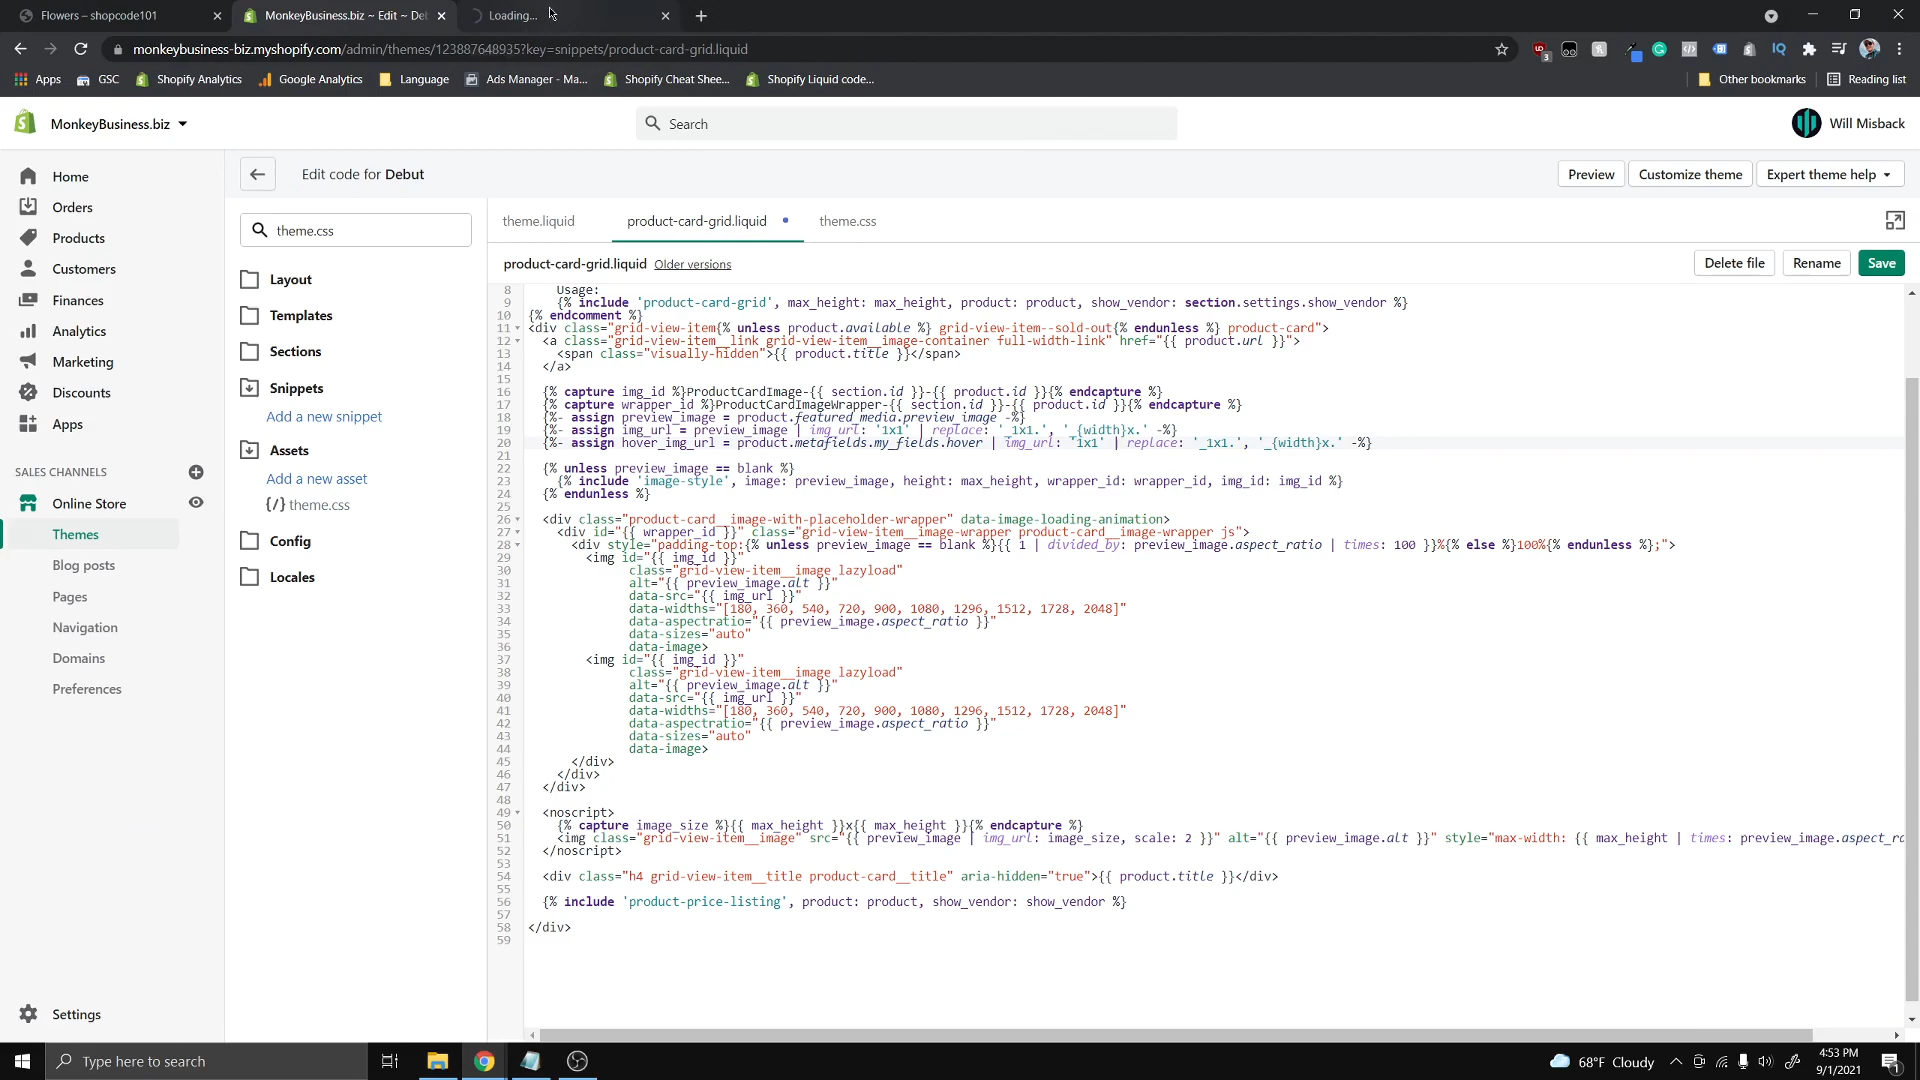 Flowers – shopcode101
MonkeyBusiness.biz ~ Edit ~ De
Loading...
monkeybusiness-biz.myshopify.com/admin/themes/123887648935?key=snippets/product-card-grid.liquid
Apps
GSC
Shopify Analytics
Google Analytics
Language
Ads Manager - Ma...
Shopify Cheat Shee...
Shopify Liquid code...
Other bookmarks
Reading list
MonkeyBusiness.biz
Search
Will Misback
Home
Orders
Products
Customers
Finances
Analytics
Marketing
Discounts
Apps
SALES CHANNELS
Online Store
Themes
Blog posts
Pages
Navigation
Domains
Preferences
Settings
Edit code for Debut
Preview
Customize theme
Expert theme help
theme.css
Layout
Templates
Sections
Snippets
Add a new snippet
Assets
Add a new asset
{/} theme.css
Config
Locales
theme.liquid
product-card-grid.liquid
theme.css
product-card-grid.liquid Older versions
Delete file
Rename
Save
8 Usage:
9 {% include 'product-card-grid', max_height: max_height, product: product, show_vendor: section.settings.show_vendor %}
10 {% endcomment %}
11 <div class="grid-view-item{% unless product.available %} grid-view-item--sold-out{% endunless %} product-card">
12 <a class="grid-view-item__link grid-view-item__image-container full-width-link" href="{{ product.url }}">
13 <span class="visually-hidden">{{ product.title }}</span>
14 </a>
15
16 {% capture img_id %}ProductCardImage-{{ section.id }}-{{ product.id }}{% endcapture %}
17 {% capture wrapper_id %}ProductCardImageWrapper-{{ section.id }}-{{ product.id }}{% endcapture %}
18 {%- assign preview_image = product.featured_media.preview_image -%}
19 {%- assign img_url = preview_image | img_url: '1x1' | replace: '_1x1.', '_{width}x.' -%}
20 {%- assign hover_img_url = product.metafields.my_fields.hover | img_url: '1x1' | replace: '_1x1.', '_{width}x.' -%}
21
22 {% unless preview_image == blank %}
23 {% include 'image-style', image: preview_image, height: max_height, wrapper_id: wrapper_id, img_id: img_id %}
24 {% endunless %}
25
26 <div class="product-card__image-with-placeholder-wrapper" data-image-loading-animation>
27 <div id="{{ wrapper_id }}" class="grid-view-item__image-wrapper product-card__image-wrapper js">
28 <div style="padding-top:{% unless preview_image == blank %}{{ 1 | divided_by: preview_image.aspect_ratio | times: 100 }}%{% else %}100%{% endunless %};">
29 <img id="{{ img_id }}"
30 class="grid-view-item__image lazyload"
31 alt="{{ preview_image.alt }}"
32 data-src="{{ img_url }}"
33 data-widths="[180, 360, 540, 720, 900, 1080, 1296, 1512, 1728, 2048]"
34 data-aspectratio="{{ preview_image.aspect_ratio }}"
35 data-sizes="auto"
36 data-image>
37 <img id="{{ img_id }}"
38 class="grid-view-item__image lazyload"
39 alt="{{ preview_image.alt }}"
40 data-src="{{ img_url }}"
41 data-widths="[180, 360, 540, 720, 900, 1080, 1296, 1512, 1728, 2048]"
42 data-aspectratio="{{ preview_image.aspect_ratio }}"
43 data-sizes="auto"
44 data-image>
45 </div>
46 </div>
47 </div>
48
49 <noscript>
50 {% capture image_size %}{{ max_height }}x{{ max_height }}{% endcapture %}
51 <img class="grid-view-item__image" src="{{ preview_image | img_url: image_size, scale: 2 }}" alt="{{ preview_image.alt }}" style="max-width: {{ max_height | times: preview_image.aspect_ra
52 </noscript>
53
54 <div class="h4 grid-view-item__title product-card__title" aria-hidden="true">{{ product.title }}</div>
55
56 {% include 'product-price-listing', product: product, show_vendor: show_vendor %}
57
58 </div>
59
Type here to search
68°F Cloudy
4:53 PM
9/1/2021